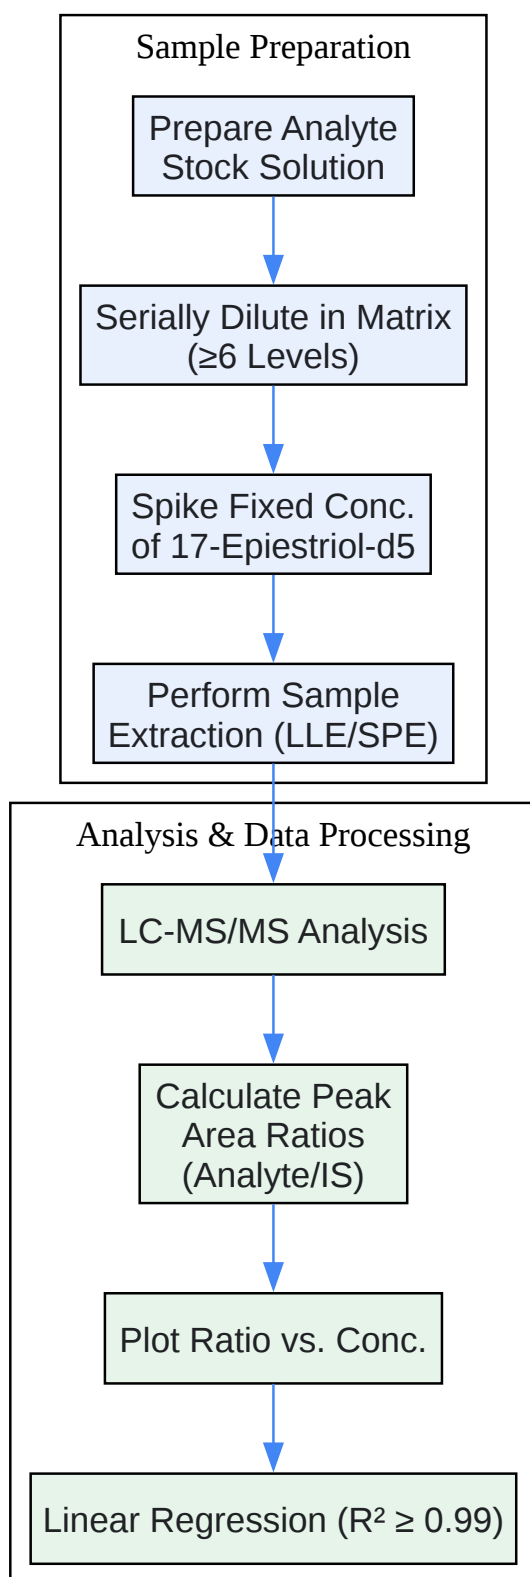 Sample Preparation
Prepare Analyte
Stock Solution
Serially Dilute in Matrix
(≥6 Levels)
Spike Fixed Conc.
of 17-Epiestriol-d5
Perform Sample
Extraction (LLE/SPE)
Analysis & Data Processing
LC-MS/MS Analysis
Calculate Peak
Area Ratios
(Analyte/IS)
Plot Ratio vs. Conc.
Linear Regression (R² ≥ 0.99)